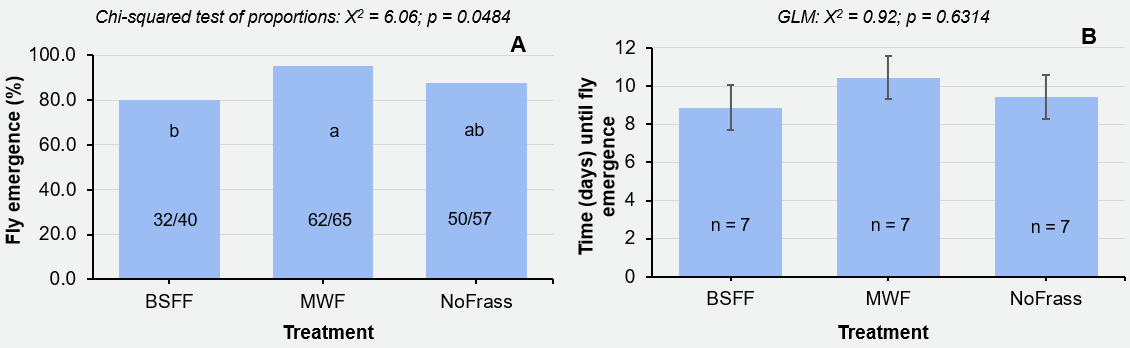 Chi-squared test of proportions: X² = 6.06; p = 0.0484
A
Fly emergence (%)
100.0
80.0
60.0
40.0
20.0
0.0
b
a
ab
32/40
62/65
50/57
BSFF
MWF
NoFrass
Treatment
GLM: X² = 0.92; p = 0.6314
B
Time (days) until fly
emergence
12
10
8
6
4
2
0
n = 7
n = 7
n = 7
BSFF
MWF
NoFrass
Treatment